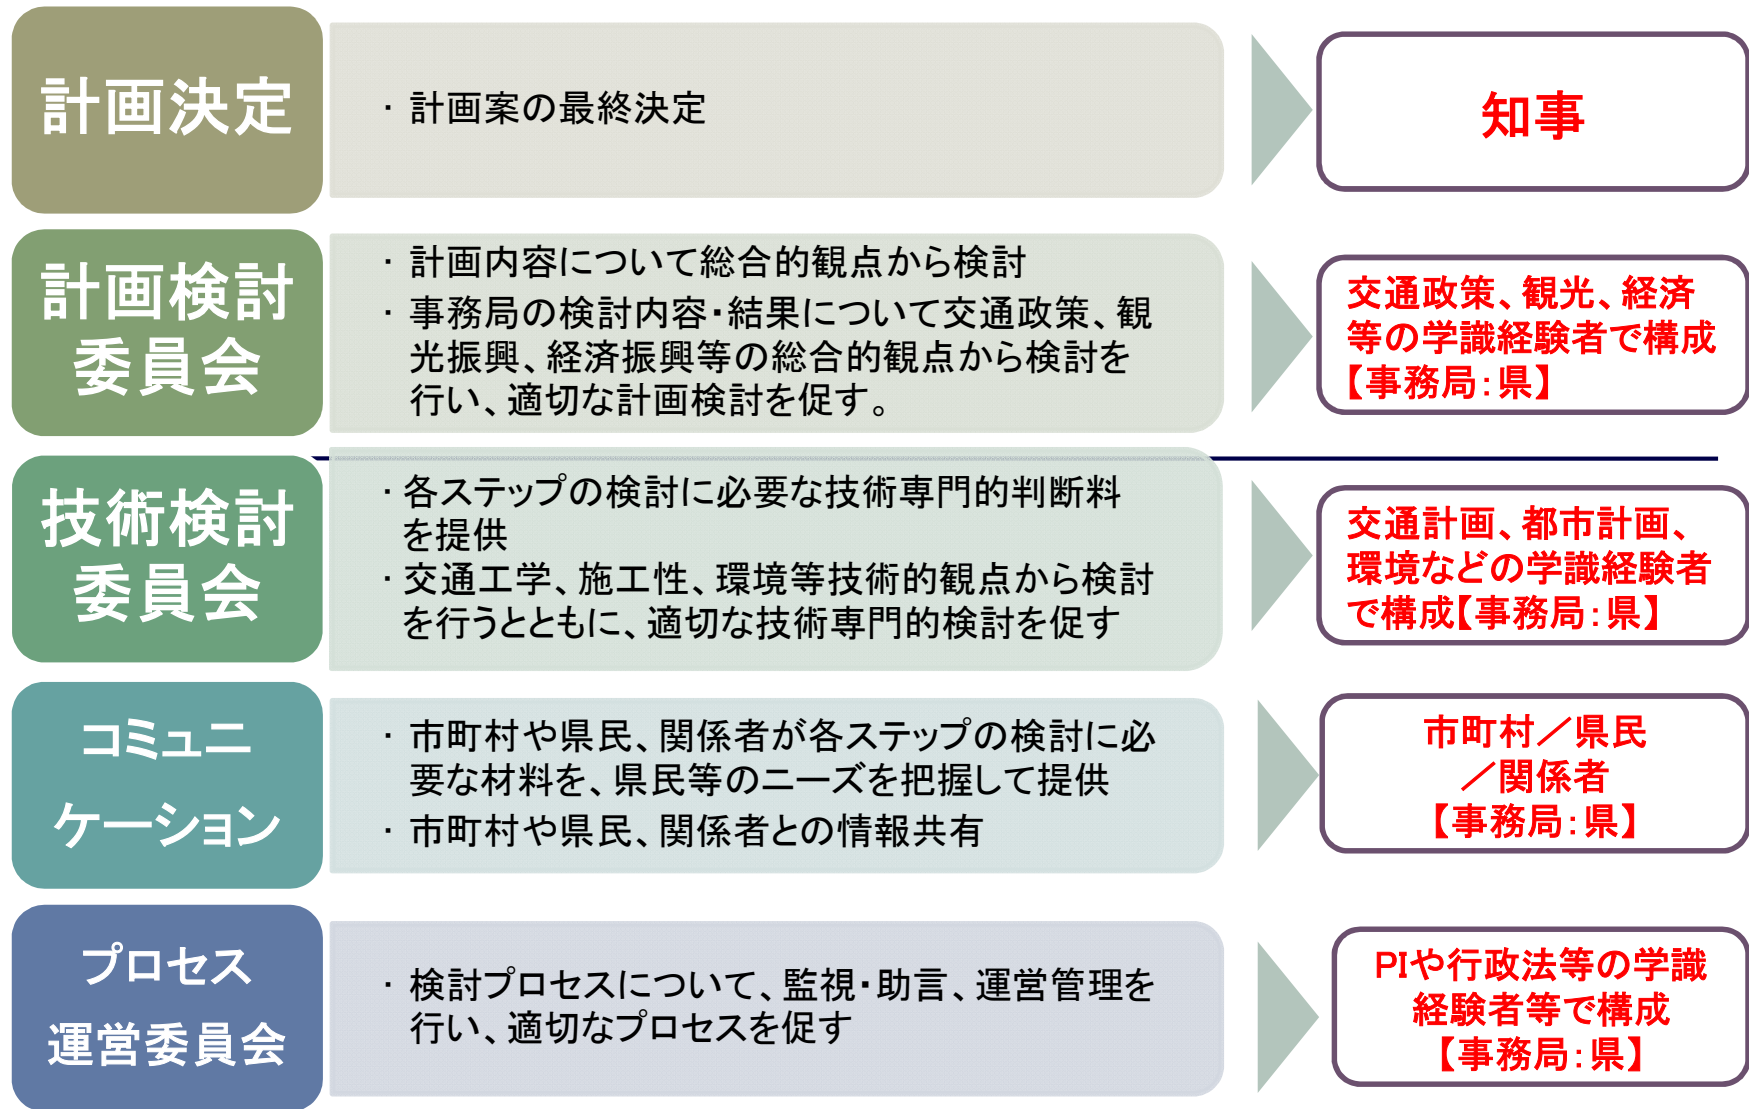 計画決定
・計画案の最終決定
知事
計画検討
委員会
・計画内容について総合的観点から検討
・事務局の検討内容・結果について交通政策、観
光振興、経済振興等の総合的観点から検討を
行い、適切な計画検討を促す。
交通政策、観光、経済
等の学識経験者で構成
【事務局：県】
技術検討
委員会
・各ステップの検討に必要な技術専門的判断料
を提供
・交通工学、施工性、環境等技術的観点から検討
を行うとともに、適切な技術専門的検討を促す
交通計画、都市計画、
環境などの学識経験者
で構成【事務局：県】
コミュニ
ケーション
・市町村や県民、関係者が各ステップの検討に必
要な材料を、県民等のニーズを把握して提供
・市町村や県民、関係者との情報共有
市町村／県民
／関係者
【事務局：県】
プロセス
運営委員会
・検討プロセスについて、監視・助言、運営管理を
行い、適切なプロセスを促す
PIや行政法等の学識
経験者等で構成
【事務局：県】